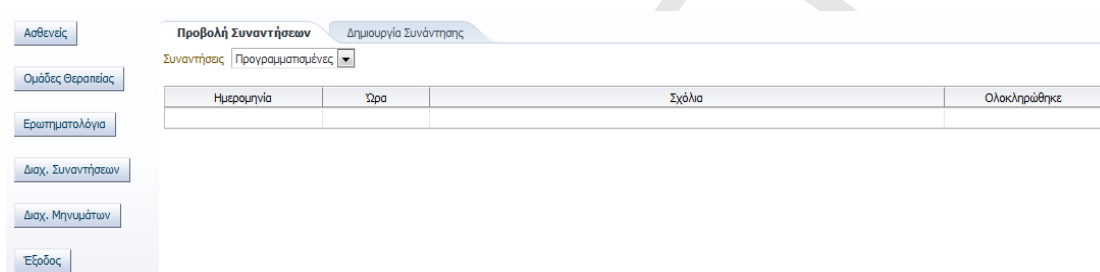 Ασθενείς
Ομάδες Θεραπείας
Ερωτηματολόγια
Διαχ. Συναντήσεων
Διαχ. Μηνυμάτων
Έξοδος
Προβολή Συναντήσεων Δημιουργία Συνάντησης
Συναντήσεις Προγραμματισμένες
Ημερομηνία Ώρα Σχόλια Ολοκληρώθηκε